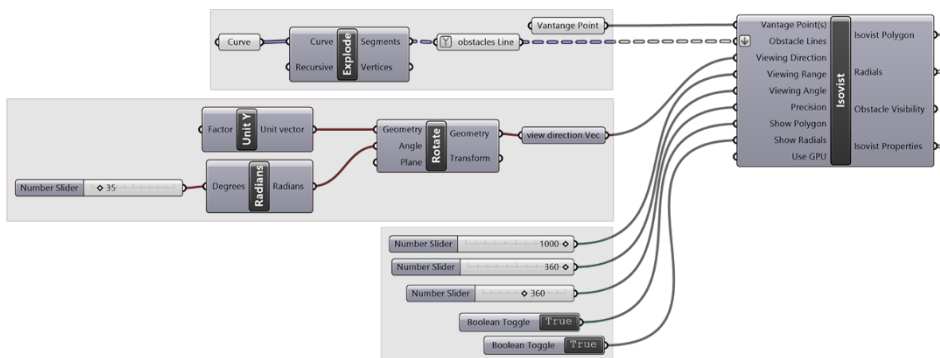 Curve
Curve Segments
Recursive Vertices
Explode
obstacles Line
Vantange Point
Vantage Point(s)
Obstacle Lines
Viewing Direction
Viewing Range
Viewing Angle
Precision
Show Polygon
Show Radials
Use GPU
Isovist
Isovist Polygon
Radials
Obstacle Visibility
Isovist Properties
Factor Unit vector
Unit Y
Number Slider 35
Degrees Radians
Radians
Geometry Geometry
Angle
Plane Transform
Rotate
view direction Vec
Number Slider 1000
Number Slider 360
Number Slider 360
Boolean Toggle True
Boolean Toggle True